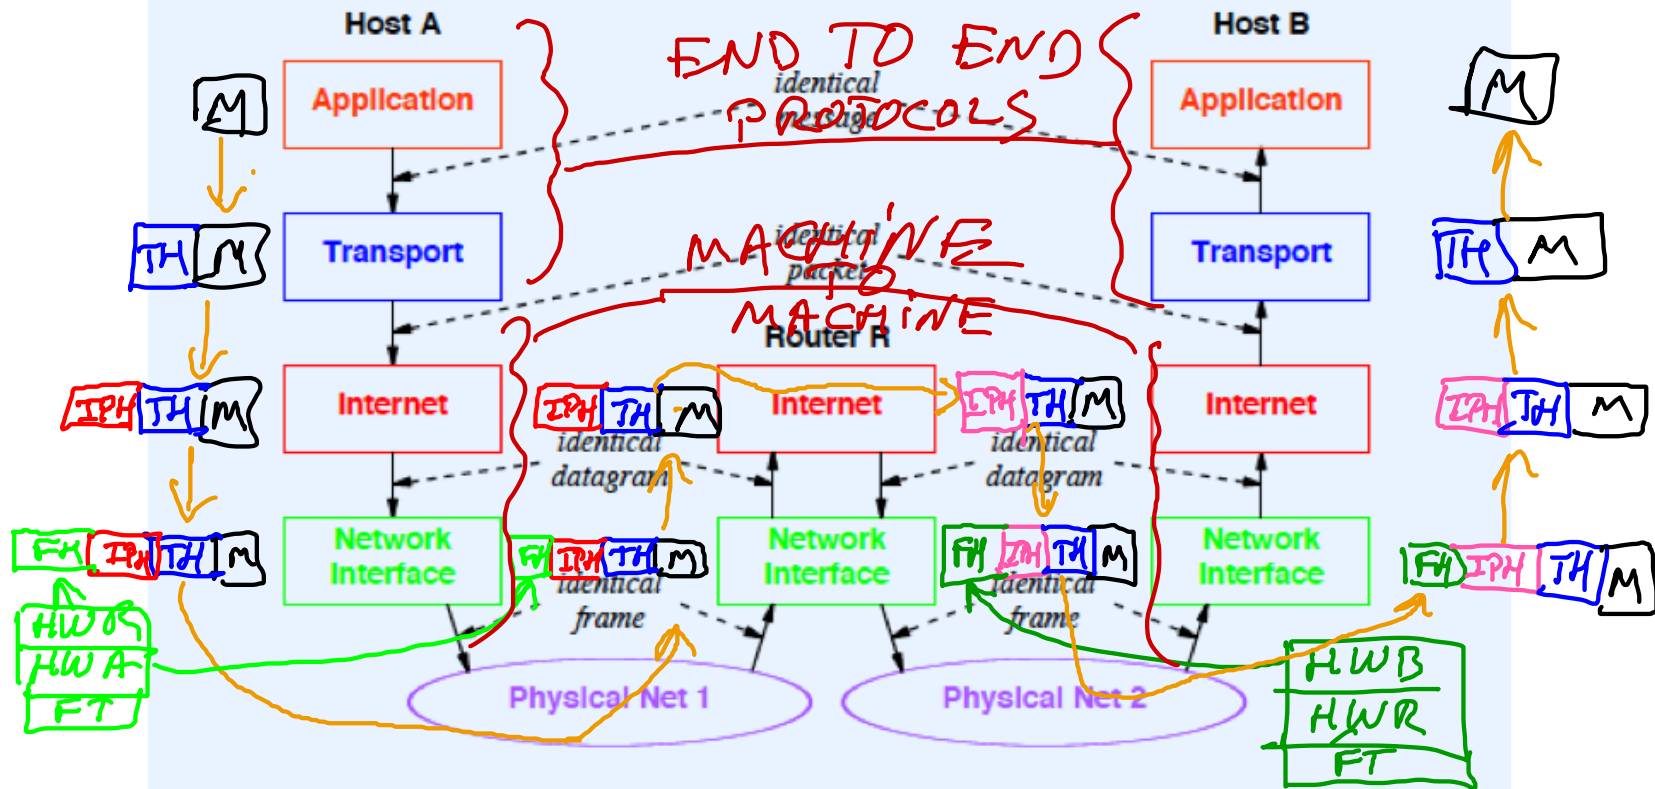 Host A
Host B
END TO END
PROTOCOLS
identical
message
M
Application
Application
M
TH M
Transport
Transport
TH M
MACHINE
TO
MACHINE
identical
packet
Router R
IPH TH M
Internet
IPH TH M
Internet
IPH TH M
Internet
IPH TH M
identical
datagram
identical
datagram
FH IPH TH M
Network
Interface
FH IPH TH M
Network
Interface
FH IPH TH M
Network
Interface
FH IPH TH M
identical
frame
identical
frame
HWR
HWA
FT
Physical Net 1
Physical Net 2
HWB
HWR
FT